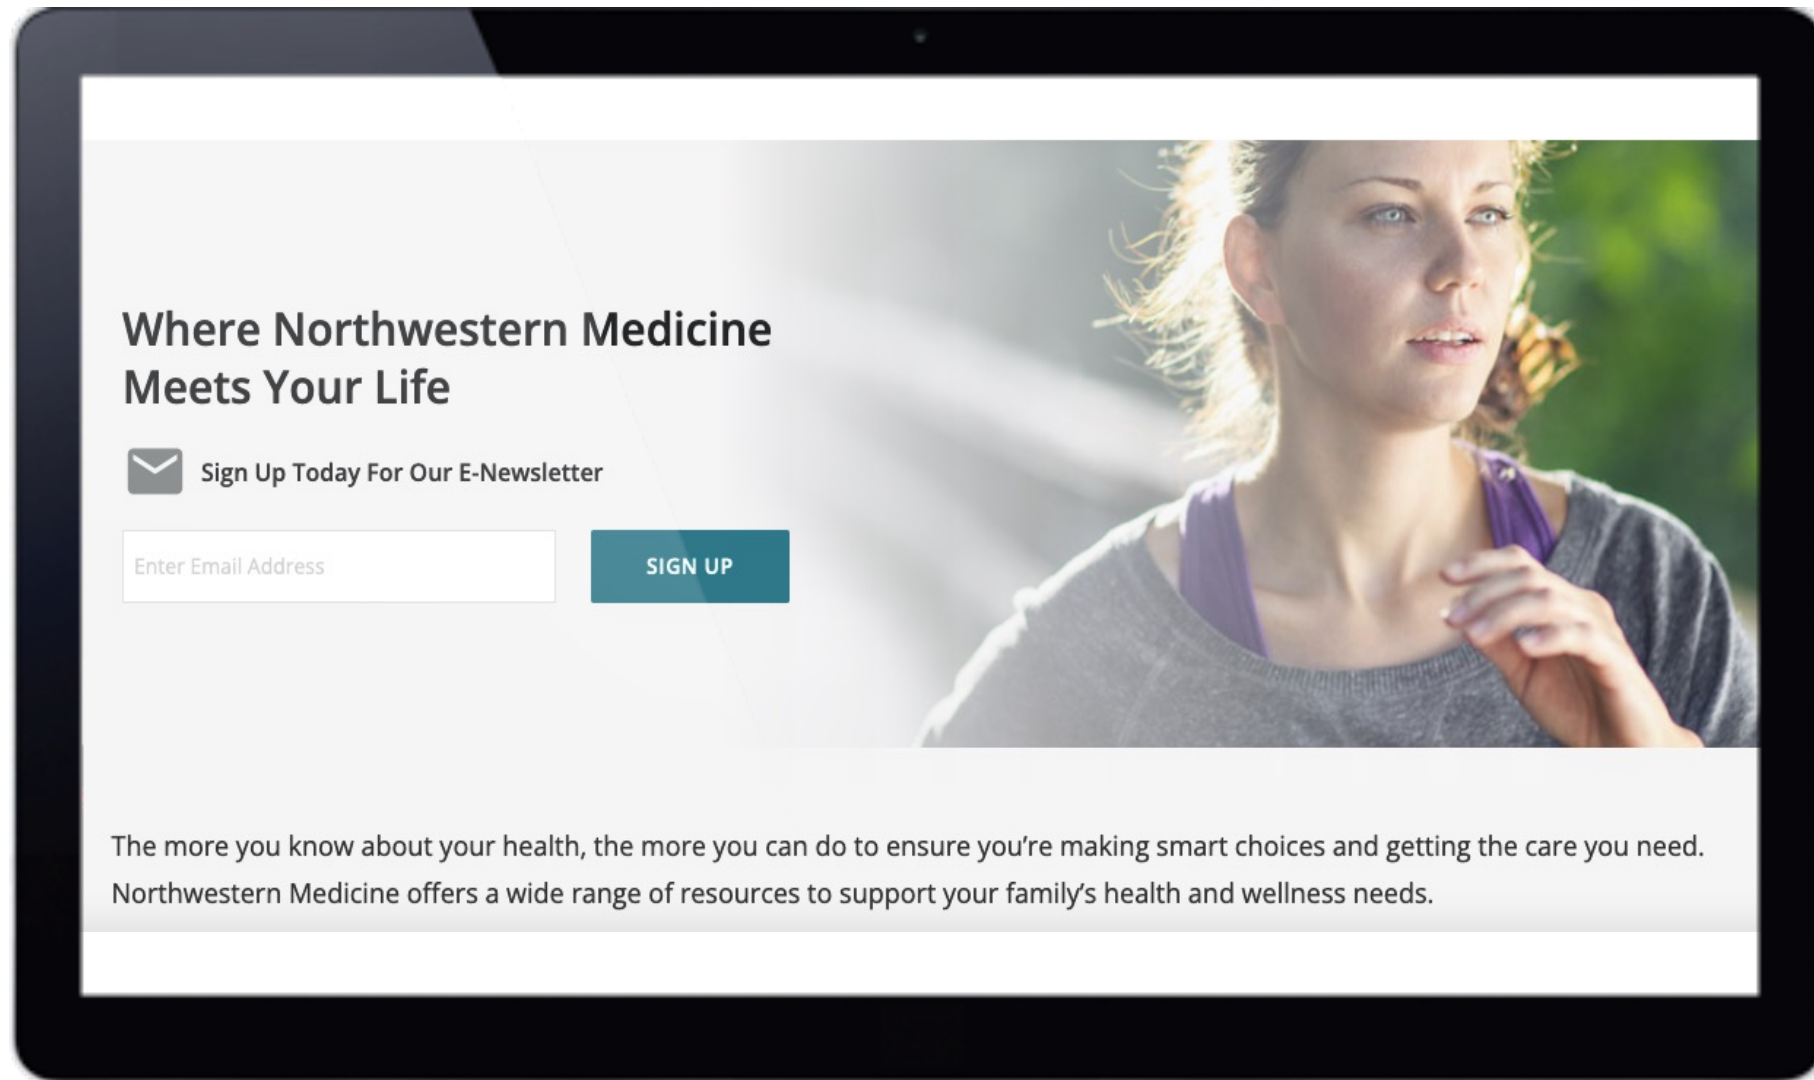 Where Northwestern Medicine
Meets Your Life
Sign Up Today For Our E-Newsletter
Enter Email Address
SIGN UP
The more you know about your health, the more you can do to ensure you’re making smart choices and getting the care you need.
Northwestern Medicine offers a wide range of resources to support your family’s health and wellness needs.